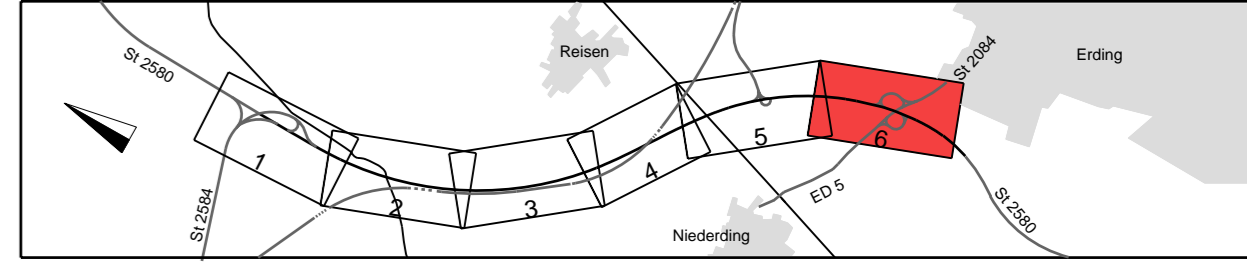 St 2580
Reisen
Erding
St 2084
1
2
3
4
5
6
St 2584
ED 5
St 2580
Niederding